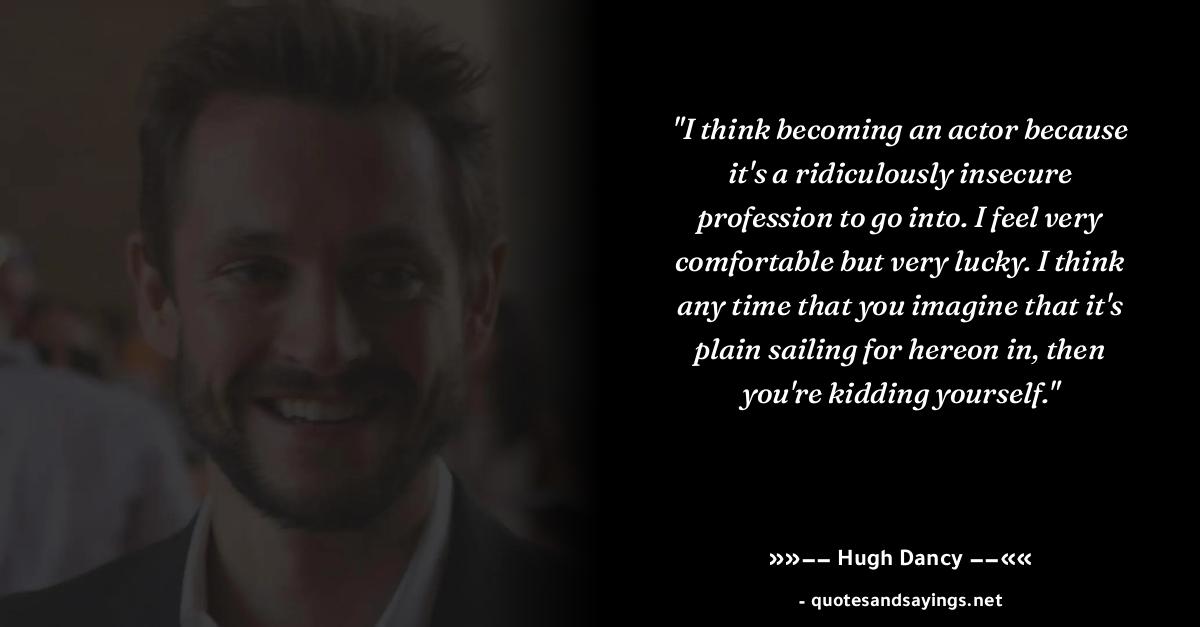 "I think becoming an actor because
it's a ridiculously insecure
profession to go into. I feel very
comfortable but very lucky. I think
any time that you imagine that it's
plain sailing for hereon in, then
you're kidding yourself."
»»–– Hugh Dancy ––««
- quotesandsayings.net